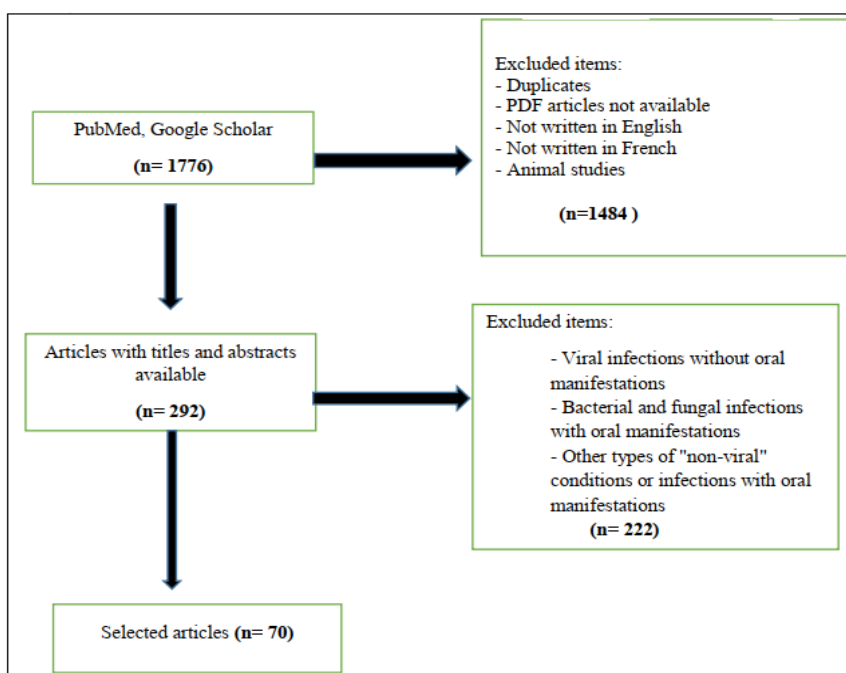 PubMed, Google Scholar
(n= 1776)
Excluded items:
- Duplicates
- PDF articles not available
- Not written in English
- Not written in French
- Animal studies
(n=1484 )
Articles with titles and abstracts
available
(n= 292)
Excluded items:
- Viral infections without oral
manifestations
- Bacterial and fungal infections
with oral manifestations
- Other types of "non-viral"
conditions or infections with oral
manifestations
(n= 222)
Selected articles (n= 70)